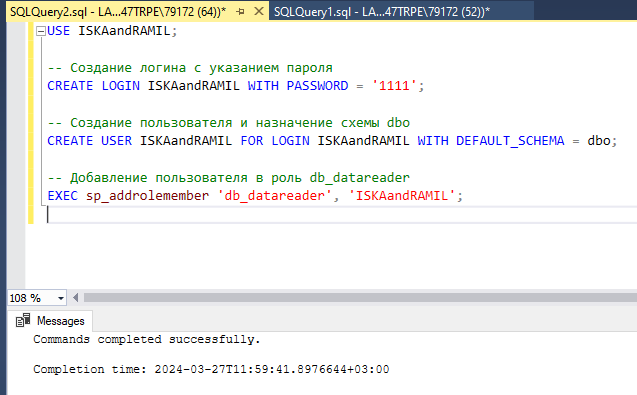 SQLQuery2.sql - LA...47TRPE\79172 (64))* SQLQuery1.sql - LA...47TRPE\79172 (52))*
USE ISKAandRAMIL;
-- Создание логина с указанием пароля
CREATE LOGIN ISKAandRAMIL WITH PASSWORD = '1111';
-- Создание пользователя и назначение схемы dbo
CREATE USER ISKAandRAMIL FOR LOGIN ISKAandRAMIL WITH DEFAULT_SCHEMA = dbo;
-- Добавление пользователя в роль db_datareader
EXEC sp_addrolemember 'db_datareader', 'ISKAandRAMIL';
108 %
Messages
Commands completed successfully.
Completion time: 2024-03-27T11:59:41.8976644+03:00